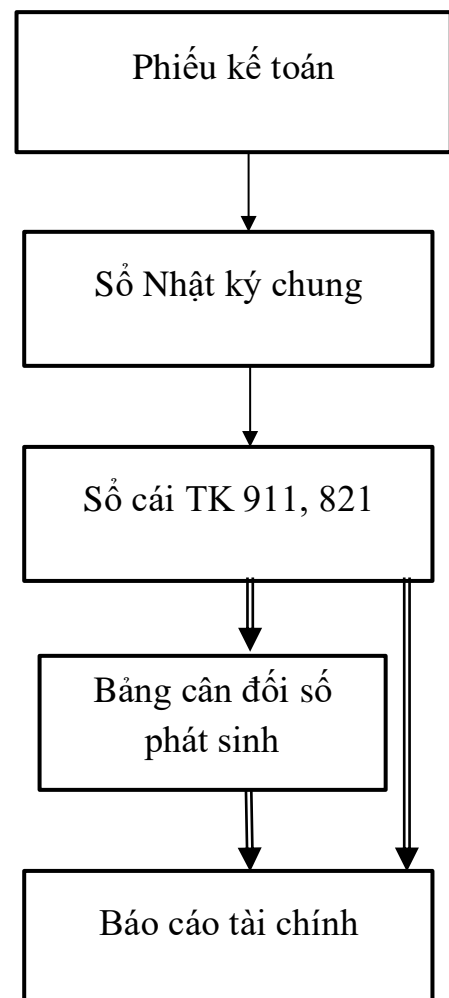 Phiếu kế toán
Sổ Nhật ký chung
Sổ cái TK 911, 821
Bảng cân đối số
phát sinh
Báo cáo tài chính